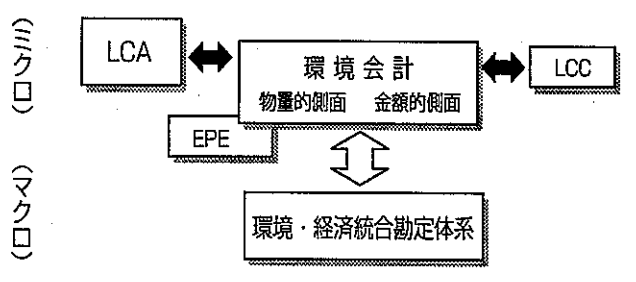 （ミクロ）
LCA
環境会計
物量的側面 金額的側面
LCC
EPE
（マクロ）
環境・経済統合勘定体系